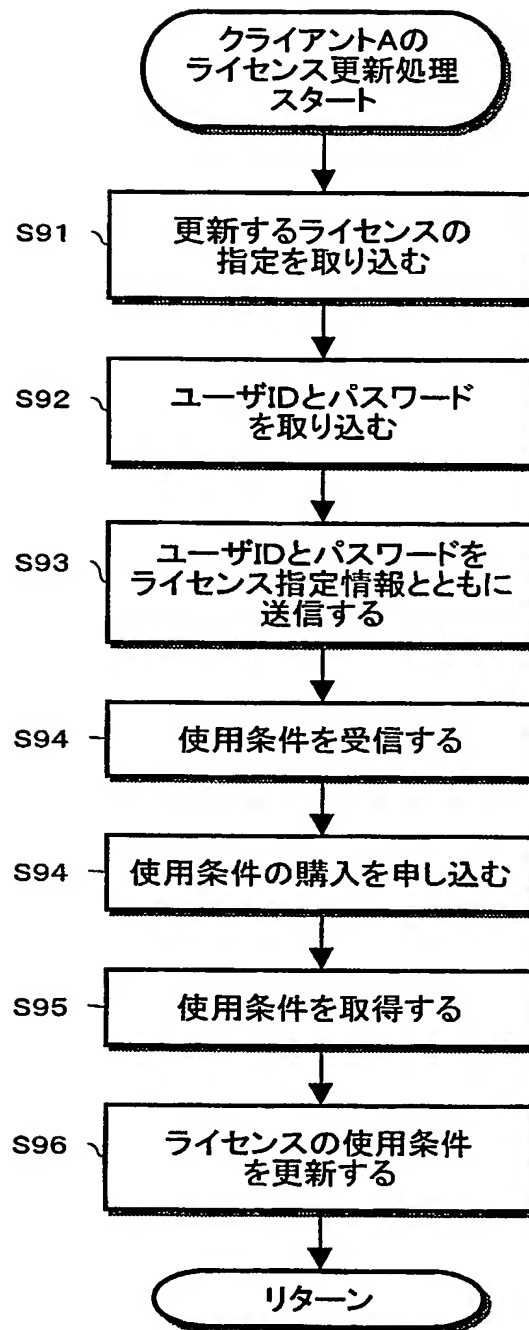 クライアントAの
ライセンス更新処理
スタート
S91
更新するライセンスの
指定を取り込む
S92
ユーザIDとパスワード
を取り込む
S93
ユーザIDとパスワードを
ライセンス指定情報とともに
送信する
S94
使用条件を受信する
S94
使用条件の購入を申し込む
S95
使用条件を取得する
S96
ライセンスの使用条件
を更新する
リターン